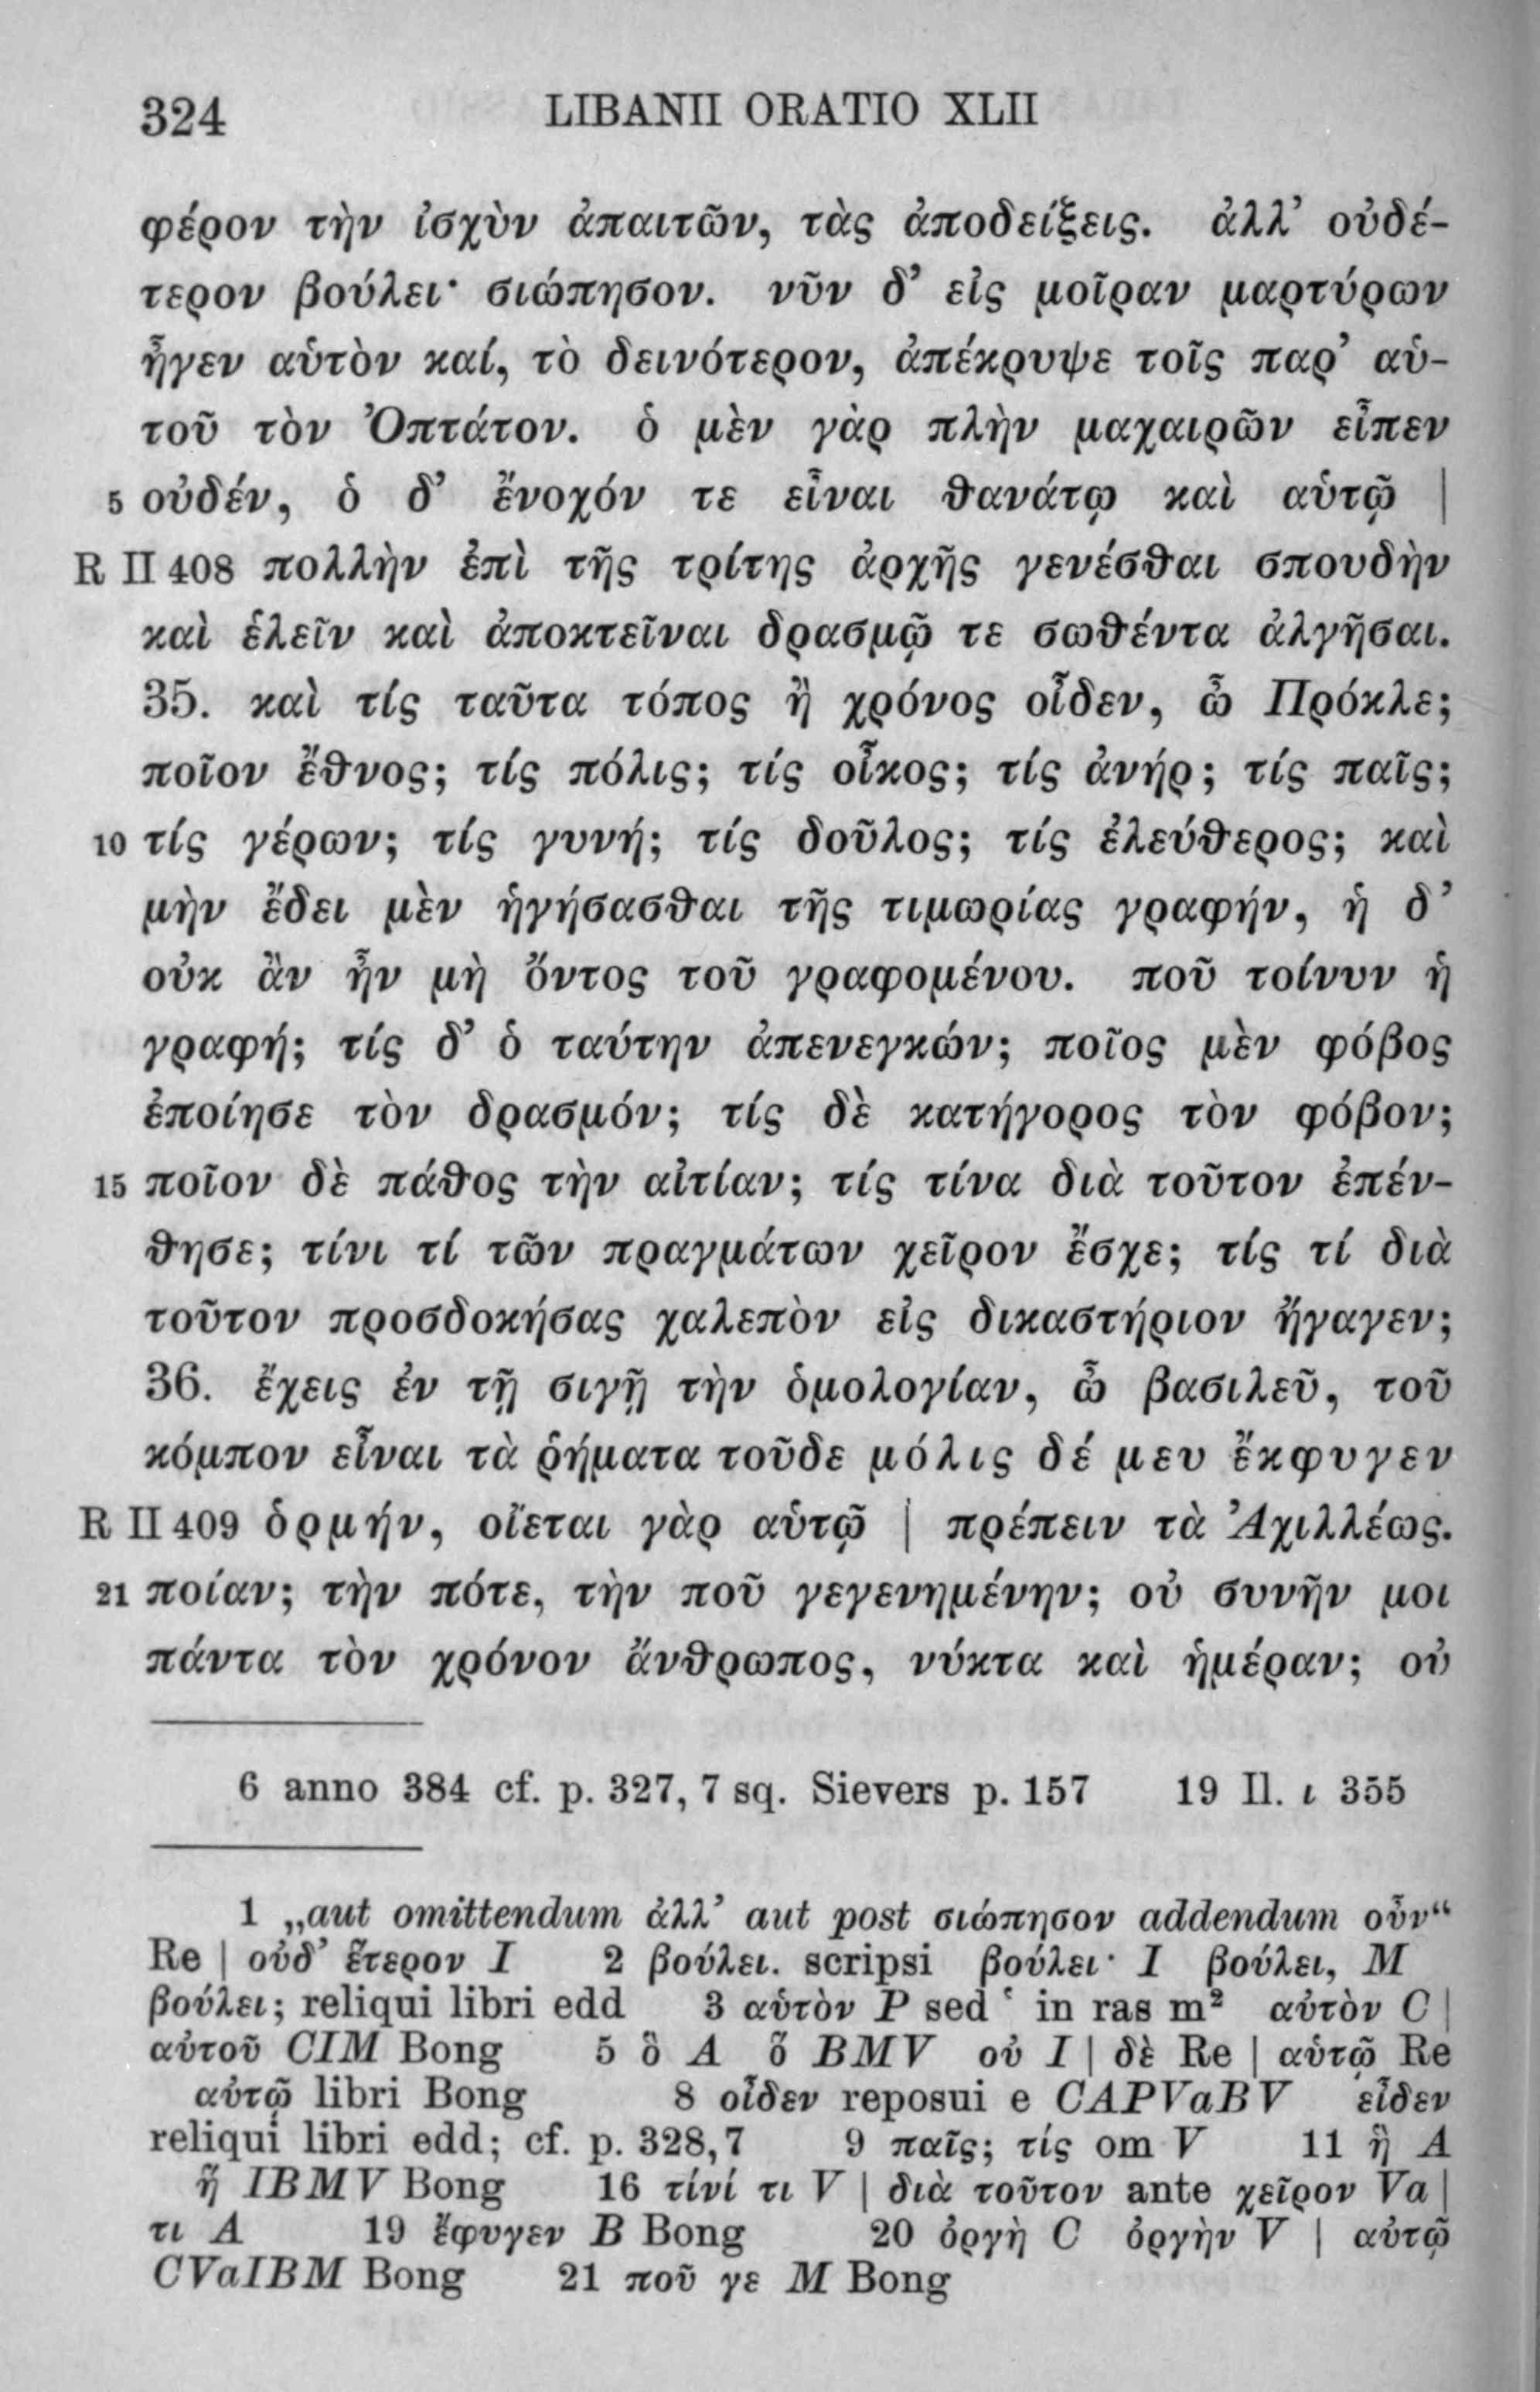 324 LIBANII ORATIO XLII
φέρον τὴν ἰσχὺν ἀπαιτῶν, τὰς ἀποδείξεις. ἀλλ’ οὐδέ-
τερον βούλει· σιώπησον. νῦν δ’ εἰς μοῖραν μαρτύρων
ἦγεν αὑτὸν καί, τὸ δεινότερον, ἀπέκρυψε τοῖς παρ’ αὑ-
τοῦ τὸν Ὀπτάτον. ὁ μὲν γὰρ πλὴν μαχαιρῶν εἶπεν
5 οὐδέν, ὁ δ’ ἔνοχόν τε εἶναι θανάτῳ καὶ αὑτῷ |
R II 408 πολλὴν ἐπὶ τῆς τρίτης ἀρχῆς γενέσθαι σπουδὴν
καὶ ἑλεῖν καὶ ἀποκτεῖναι δρασμῷ τε σωθέντα ἀλγῆσαι.
35. καὶ τίς ταῦτα τόπος ἢ χρόνος οἶδεν, ὦ Πρόκλε;
ποῖον ἔθνος; τίς πόλις; τίς οἶκος; τίς ἀνήρ; τίς παῖς;
10 τίς γέρων; τίς γυνή; τίς δοῦλος; τίς ἐλεύθερος; καὶ
μὴν ἔδει μὲν ἡγήσασθαι τῆς τιμωρίας γραφήν, ἡ δ’
οὐκ ἂν ἦν μὴ ὄντος τοῦ γραφομένου. ποῦ τοίνυν ἡ
γραφή; τίς δ’ ὁ ταύτην ἀπενεγκών; ποῖος μὲν φόβος
ἐποίησε τὸν δρασμόν; τίς δὲ κατήγορος τὸν φόβον;
15 ποῖον δὲ πάθος τὴν αἰτίαν; τίς τίνα διὰ τοῦτον ἐπέν-
θησε; τίνι τί τῶν πραγμάτων χεῖρον ἔσχε; τίς τί διὰ
τοῦτον προσδοκήσας χαλεπὸν εἰς δικαστήριον ἤγαγεν;
36. ἔχεις ἐν τῇ σιγῇ τὴν ὁμολογίαν, ὦ βασιλεῦ, τοῦ
κόμπον εἶναι τὰ ῥήματα τοῦδε μόλις δέ μευ ἔκφυγεν
R II 409 ὁρμήν, οἴεται γὰρ αὑτῷ | πρέπειν τὰ Ἀχιλλέως.
21 ποίαν; τὴν πότε, τὴν ποῦ γεγενημένην; οὐ συνῆν μοι
πάντα τὸν χρόνον ἅνθρωπος, νύκτα καὶ ἡμέραν; οὐ
6 anno 384 cf. p. 327, 7 sq. Sievers p. 157 19 Il. ι 355
1 „aut omittendum ἀλλ’ aut post σιώπησον addendum οὖν“
Re | οὐδ’ ἕτερον I 2 βούλει. scripsi βούλει· I βούλει, M
βούλει; reliqui libri edd 3 αὑτὸν P sed ‛ in ras m² αὐτὸν C |
αὐτοῦ CIM Bong 5 ὃ A ὅ BMV οὐ I | δὲ Re | αὑτῷ Re
αὐτῷ libri Bong 8 οἶδεν reposui e CAPVaBV εἶδεν
reliqui libri edd; cf. p. 328,7 9 παῖς; τίς om V 11 ἣ A
ἥ IBMV Bong 16 τίνί τι V | διὰ τοῦτον ante χεῖρον Va |
τι A 19 ἔφυγεν B Bong 20 ὀργὴ C ὀργὴν V | αὐτῷ
CVaIBM Bong 21 ποῦ γε M Bong